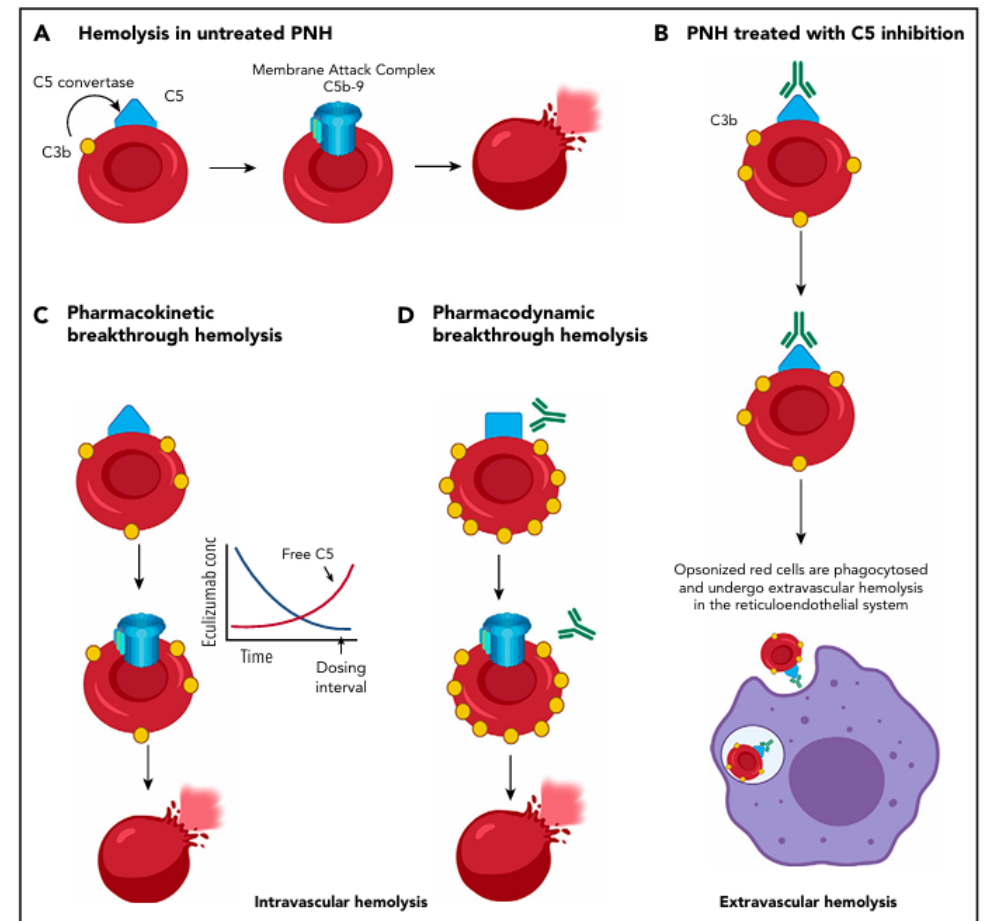 A Hemolysis in untreated PNH
C5 convertase
C5
C3b
Membrane Attack Complex
C5b-9
B PNH treated with C5 inhibition
C3b
Opsonized red cells are phagocytosed
and undergo extravascular hemolysis
in the reticuloendothelial system
Extravascular hemolysis
C Pharmacokinetic
breakthrough hemolysis
Eculizumab conc
Free C5
Time
Dosing
interval
D Pharmacodynamic
breakthrough hemolysis
Intravascular hemolysis